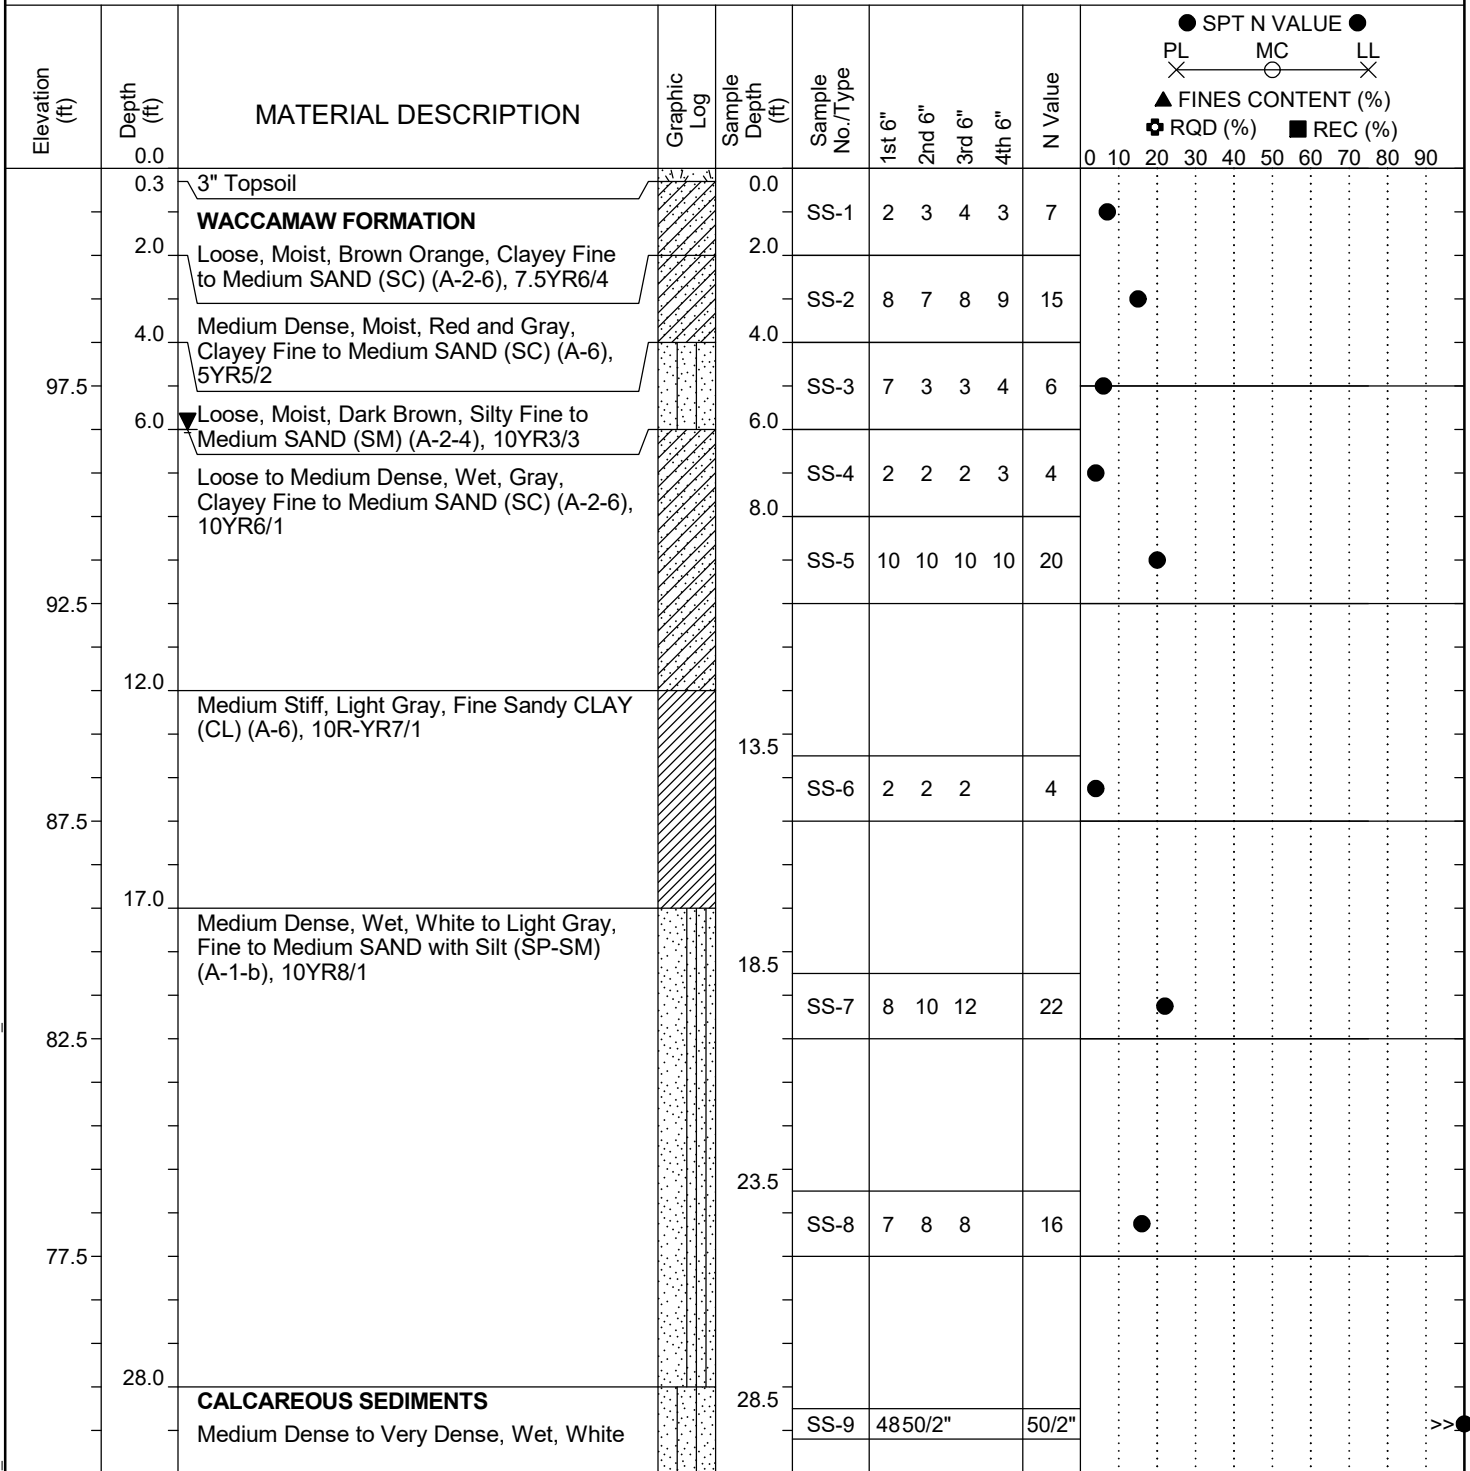 Elevation
(ft)
Depth
(ft)
0.0
MATERIAL DESCRIPTION
Graphic
Log
Sample
Depth
(ft)
Sample
No./Type
1st 6"
2nd 6"
3rd 6"
4th 6"
N Value
SPT N VALUE
PL MC LL
FINES CONTENT (%)
RQD (%) REC (%)
0 10 20 30 40 50 60 70 80 90
0.3 3" Topsoil 0.0
SS-1 2 3 4 3 7
WACCAMAW FORMATION
2.0 2.0
Loose, Moist, Brown Orange, Clayey Fine
to Medium SAND (SC) (A-2-6), 7.5YR6/4
SS-2 8 7 8 9 15
4.0 4.0
Medium Dense, Moist, Red and Gray,
Clayey Fine to Medium SAND (SC) (A-6),
5YR5/2
97.5 SS-3 7 3 3 4 6
6.0 6.0
Loose, Moist, Dark Brown, Silty Fine to
Medium SAND (SM) (A-2-4), 10YR3/3
SS-4 2 2 2 3 4
Loose to Medium Dense, Wet, Gray,
Clayey Fine to Medium SAND (SC) (A-2-6),
10YR6/1
8.0
SS-5 10 10 10 10 20
92.5
12.0
Medium Stiff, Light Gray, Fine Sandy CLAY
(CL) (A-6), 10R-YR7/1
13.5
SS-6 2 2 2 4
87.5
17.0
Medium Dense, Wet, White to Light Gray,
Fine to Medium SAND with Silt (SP-SM)
(A-1-b), 10YR8/1
18.5
SS-7 8 10 12 22
82.5
23.5
SS-8 7 8 8 16
77.5
28.0
CALCAREOUS SEDIMENTS
28.5
Medium Dense to Very Dense, Wet, White
SS-9 48 50/2" 50/2" >>